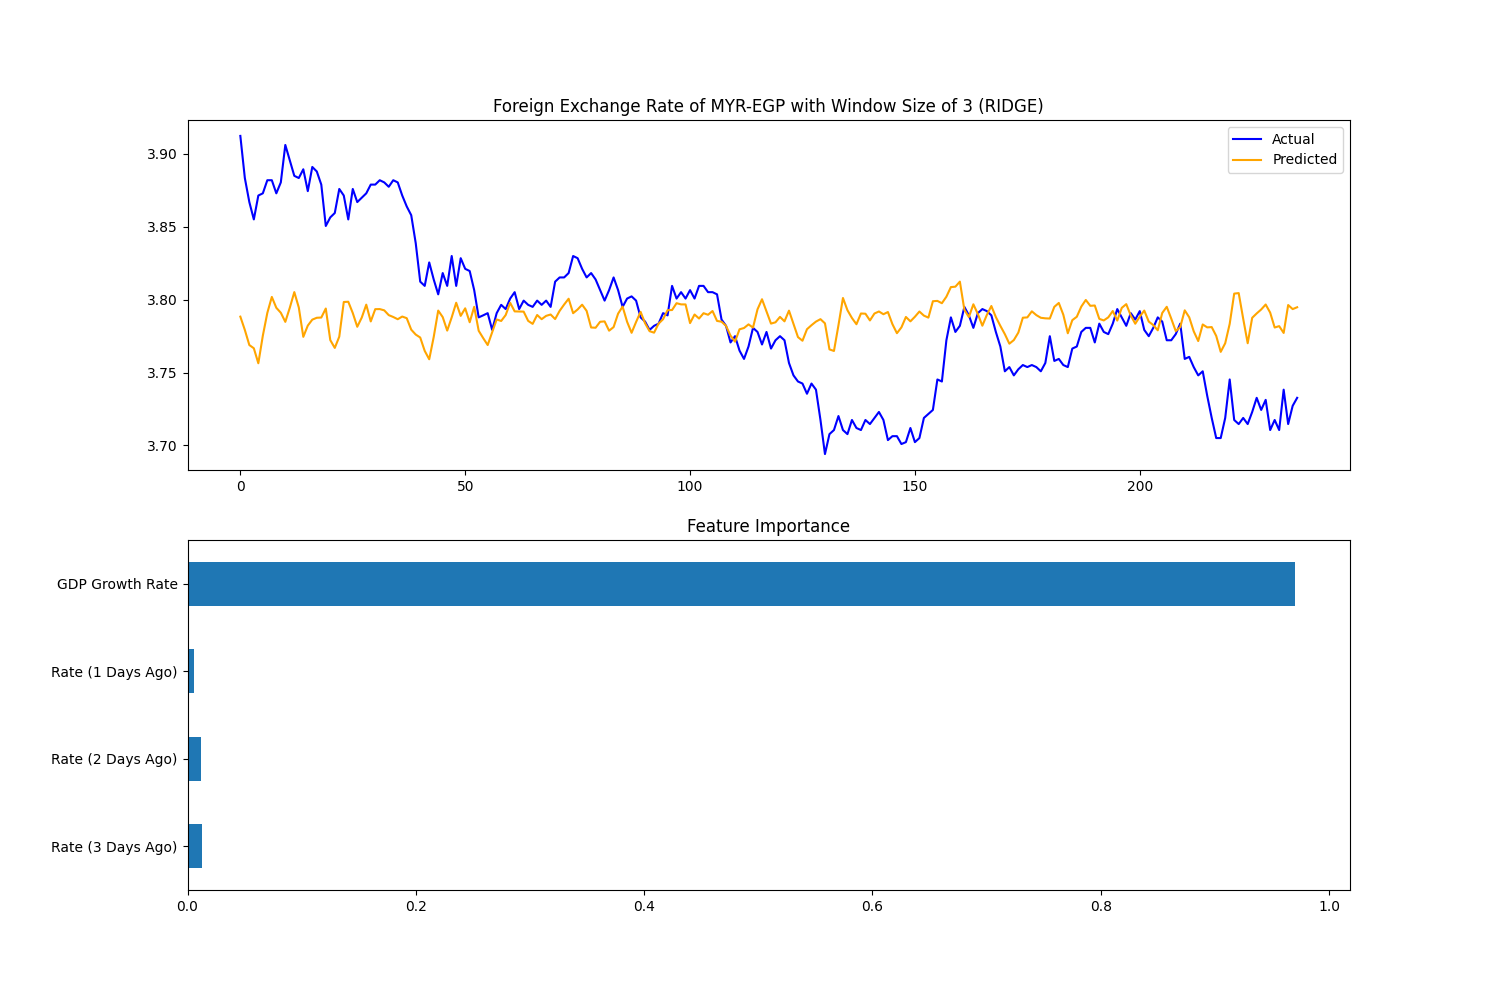 Foreign Exchange Rate of MYR-EGP with Window Size of 3 (RIDGE)
Actual
Predicted
3.90
3.85
3.80
3.75
3.70
0 50 100 150 200
Feature Importance
GDP Growth Rate
Rate (1 Days Ago)
Rate (2 Days Ago)
Rate (3 Days Ago)
0.0 0.2 0.4 0.6 0.8 1.0